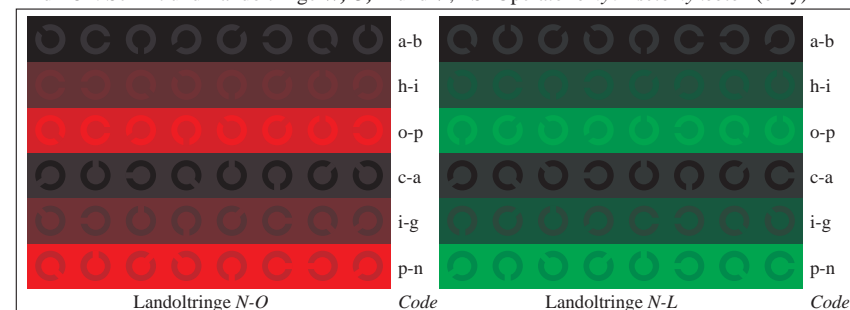 a-b a-b
h-i h-i
o-p o-p
c-a c-a
i-g i-g
p-n p-n
Landoltringe N-O Code Landoltringe N-L Code